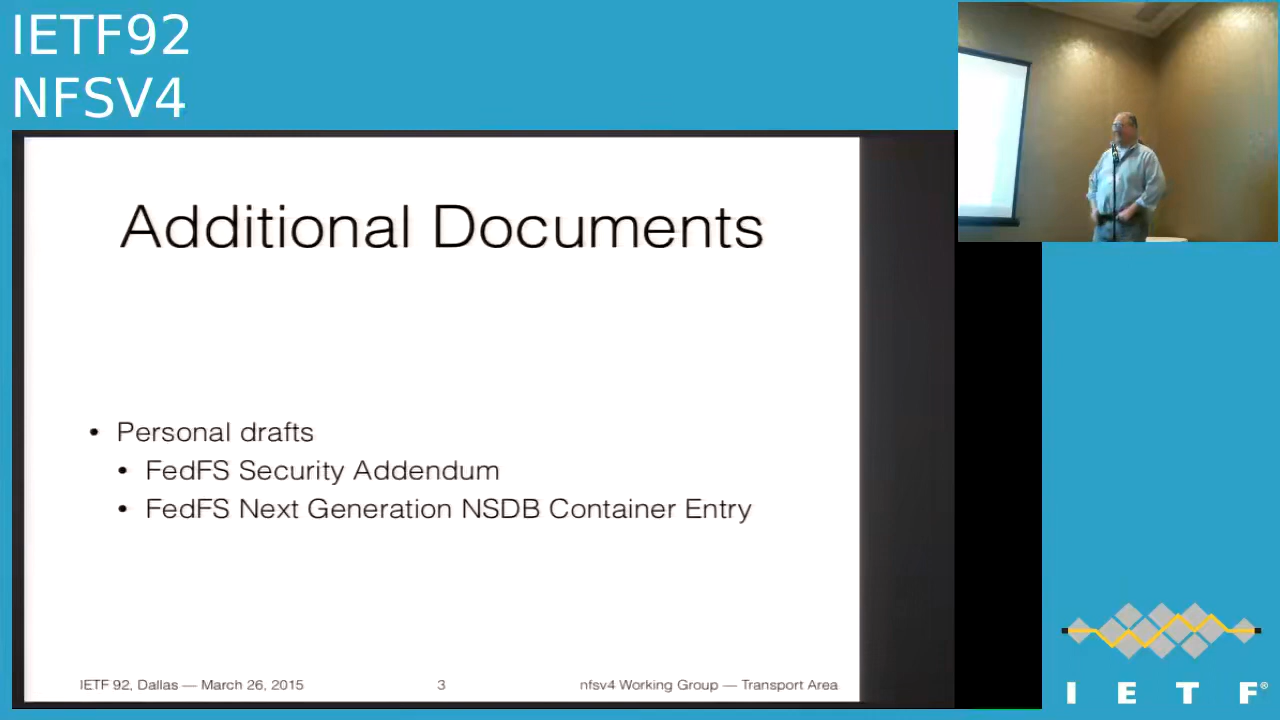 IETF92
NFSV4
Additional Documents
• Personal drafts
• FedFS Security Addendum
• FedFS Next Generation NSDB Container Entry
IETF 92, Dallas — March 26, 2015
3
nfsv4 Working Group — Transport Area
I E T F®